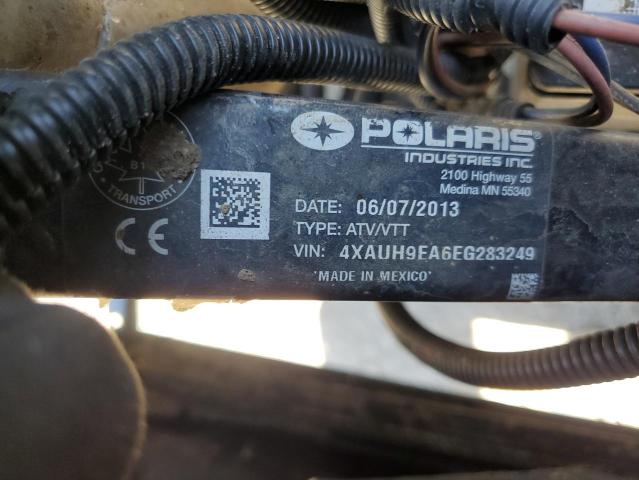 POLARIS®
INDUSTRIES INC.
2100 Highway 55
Medina MN 55340
B1
TRANSPORT
CE
DATE: 06/07/2013
TYPE: ATV/VTT
VIN: 4XAUH9EA6EG283249
"MADE IN MEXICO"